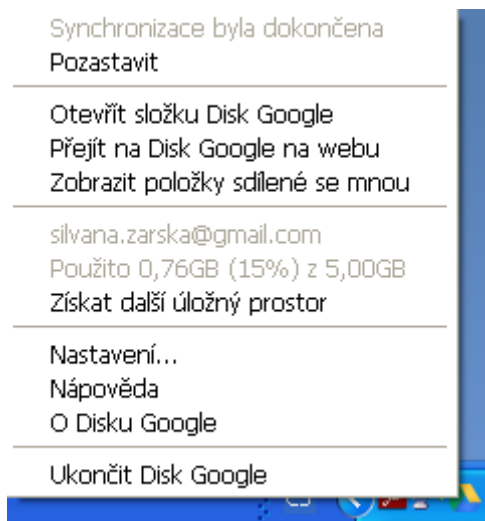 Synchronizace byla dokončena
Pozastavit
Otevřít složku Disk Google
Přejít na Disk Google na webu
Zobrazit položky sdílené se mnou
silvana.zarska@gmail.com
Použito 0,76GB (15%) z 5,00GB
Získat další úložný prostor
Nastavení...
Nápověda
O Disku Google
Ukončit Disk Google